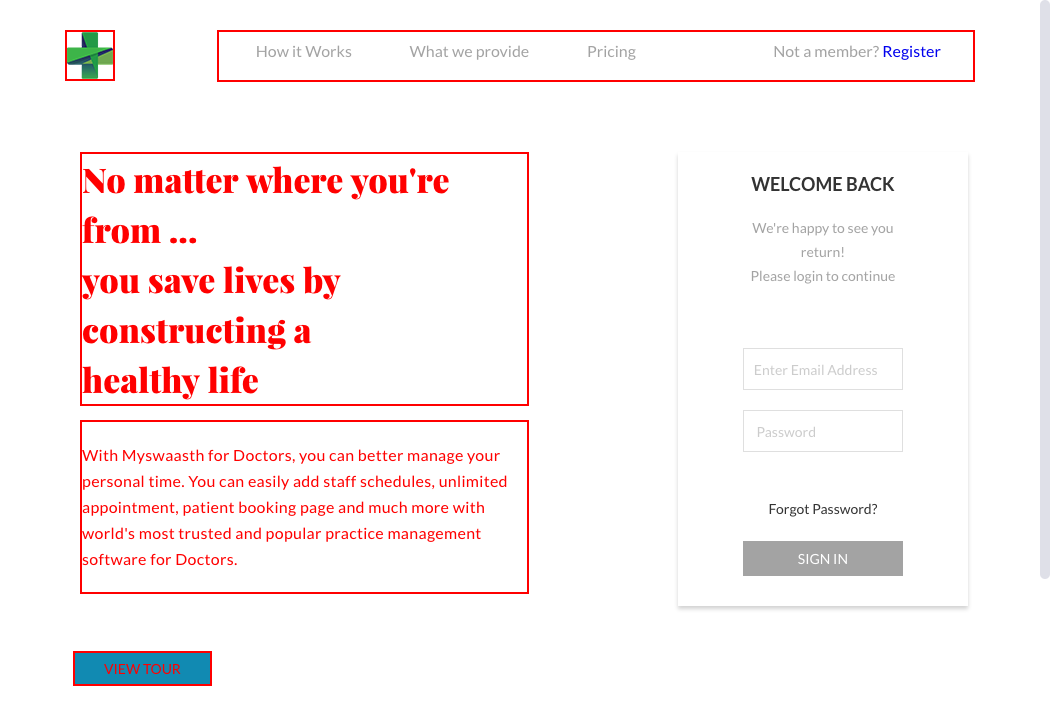 How it Works
What we provide
Pricing
Not a member? Register
No matter where you're
from ...
you save lives by
constructing a
healthy life
With Myswaasth for Doctors, you can better manage your
personal time. You can easily add staff schedules, unlimited
appointment, patient booking page and much more with
world's most trusted and popular practice management
software for Doctors.
VIEW TOUR
WELCOME BACK
We're happy to see you
return!
Please login to continue
Enter Email Address
Password
Forgot Password?
SIGN IN